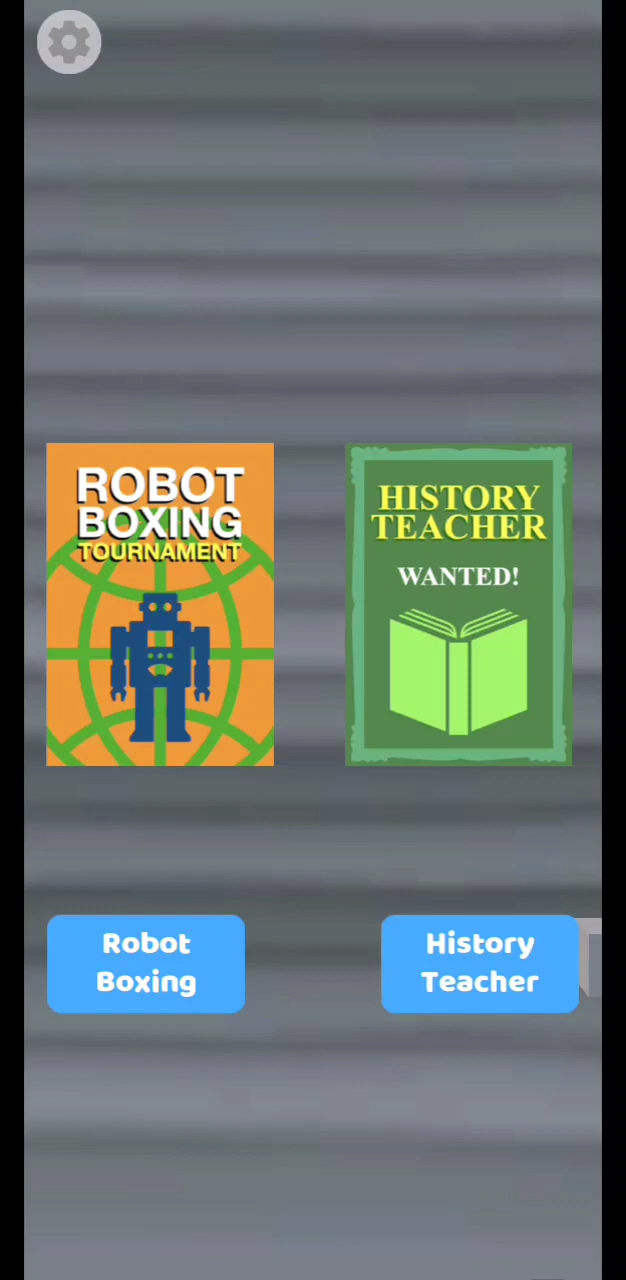 ROBOT
BOXING
TOURNAMENT
HISTORY
TEACHER
WANTED!
Robot
Boxing
History
Teacher